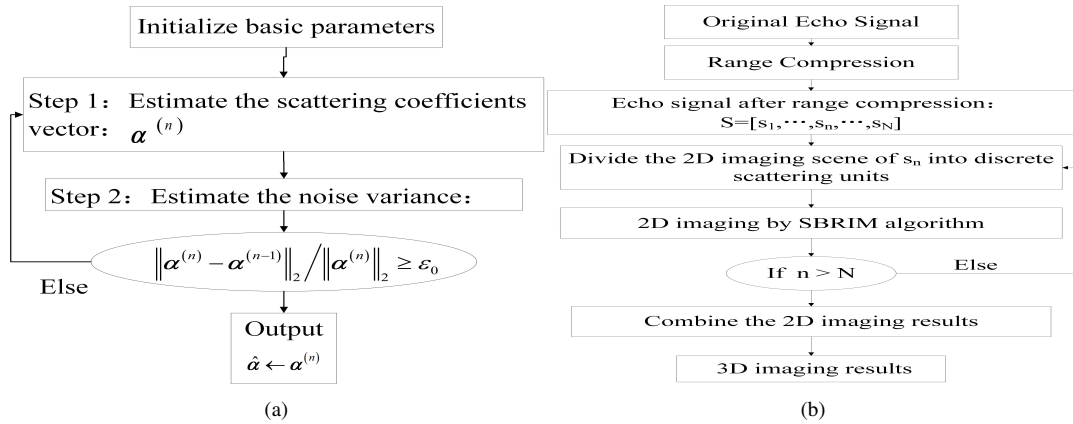 Initialize basic parameters
Step 1: Estimate the scattering coefficients
vector: α^(n)
Step 2: Estimate the noise variance:
‖α^(n) − α^(n−1)‖₂ / ‖α^(n)‖₂ ≥ ε₀
Else
Output
α̂ ← α^(n)
(a)
Original Echo Signal
Range Compression
Echo signal after range compression:
S=[s₁,⋯,sₙ,⋯,s_N]
Divide the 2D imaging scene of sₙ into discrete
scattering units
2D imaging by SBRIM algorithm
If n > N
Else
Combine the 2D imaging results
3D imaging results
(b)